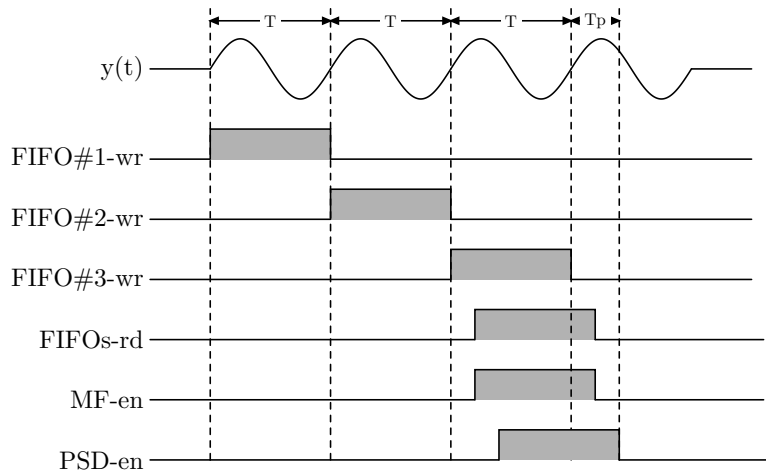 T T T Tp
y(t)
FIFO#1-wr
FIFO#2-wr
FIFO#3-wr
FIFOs-rd
MF-en
PSD-en